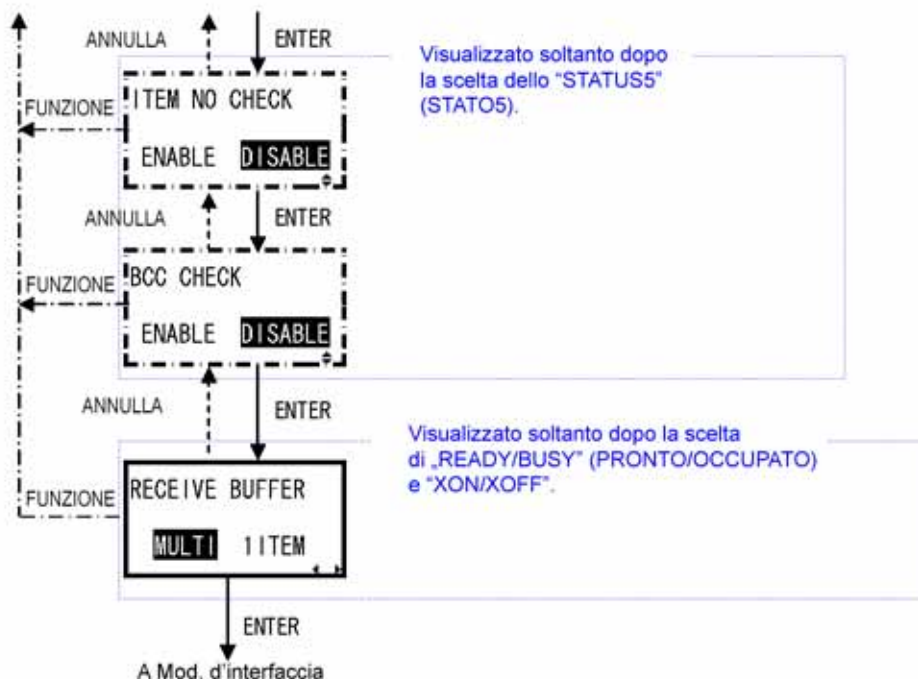 ANNULLA ENTER
Visualizzato soltanto dopo
la scelta dello “STATUS5”
(STATO5).
FUNZIONE
ITEM NO CHECK
ENABLE DISABLE
ANNULLA ENTER
FUNZIONE
BCC CHECK
ENABLE DISABLE
ANNULLA ENTER
Visualizzato soltanto dopo la scelta
di „READY/BUSY” (PRONTO/OCCUPATO)
e “XON/XOFF”.
FUNZIONE
RECEIVE BUFFER
MULTI 1ITEM
ENTER
A Mod. d’interfaccia